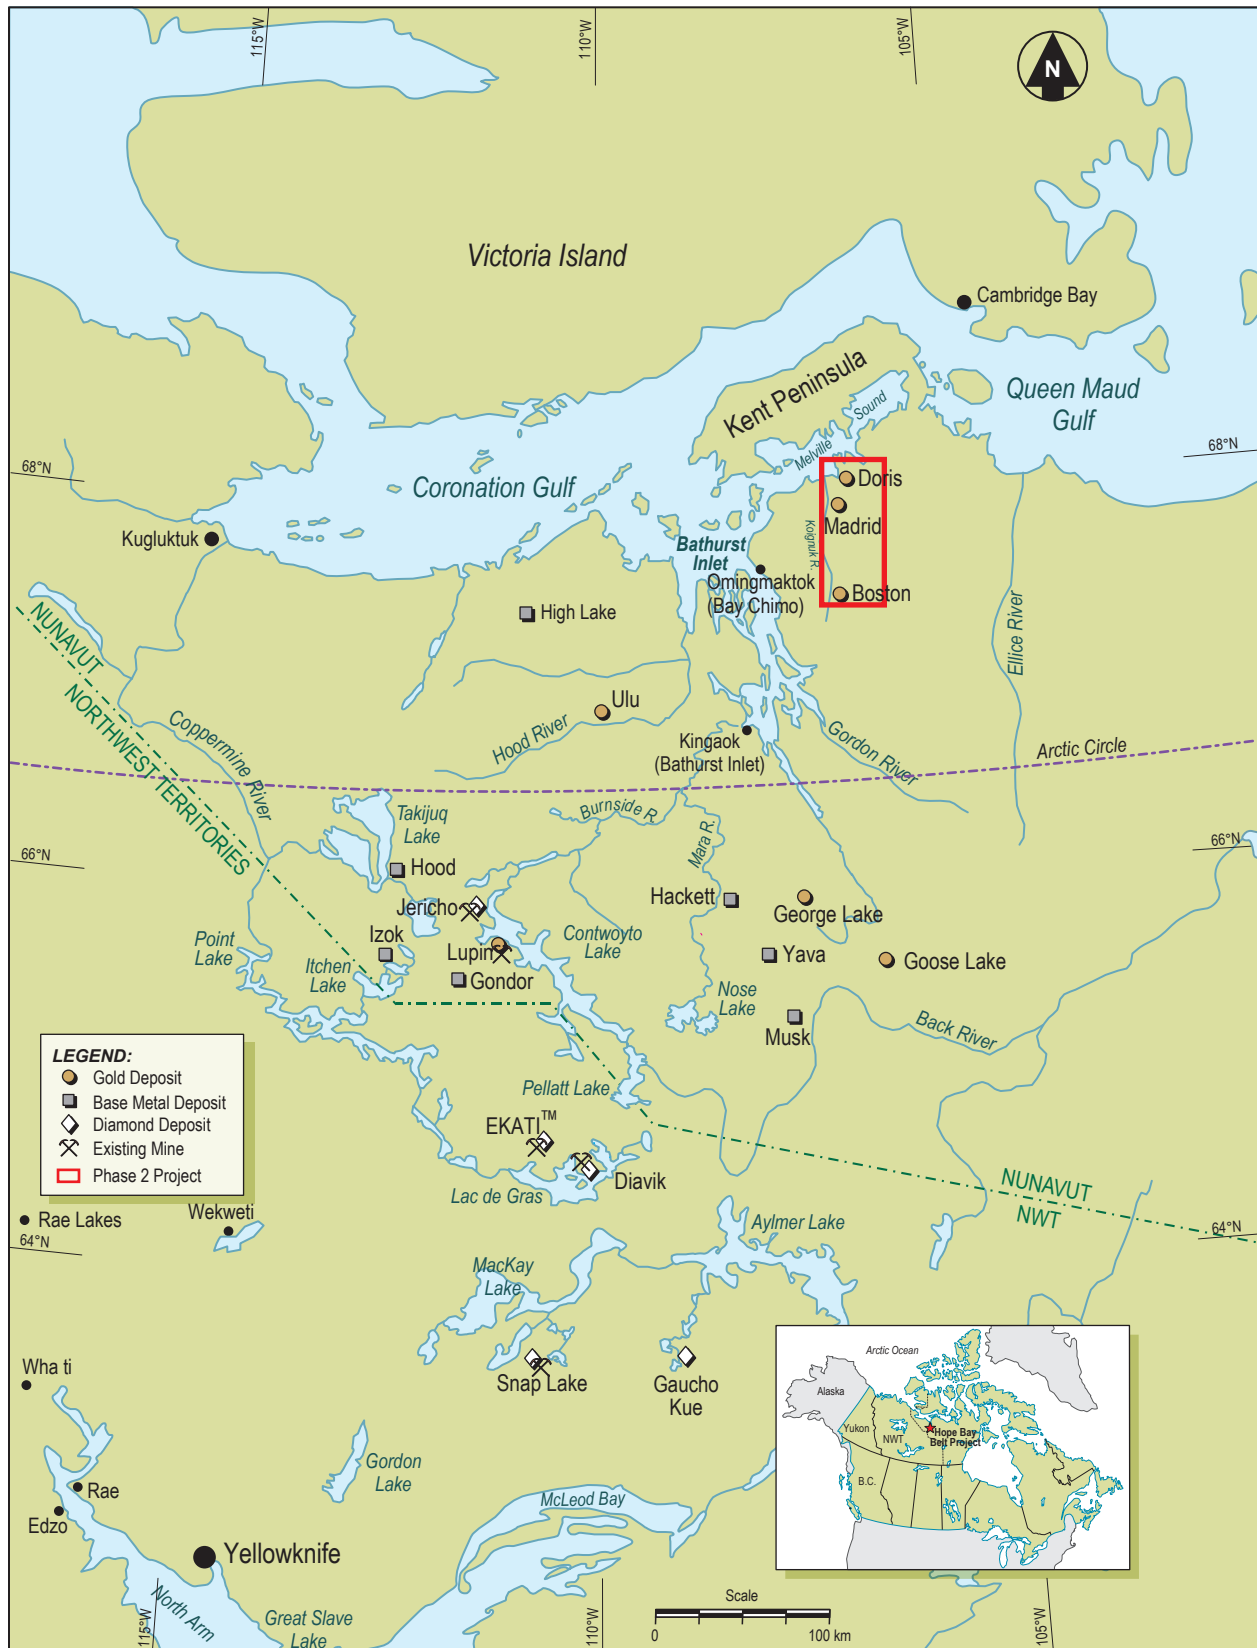 115°W
110°W
105°W
N
Victoria Island
Cambridge Bay
Kent Peninsula
Queen Maud
Gulf
Sound
Melville
68°N
68°N
Coronation Gulf
Doris
Madrid
Koignuk R.
Boston
Kugluktuk
Bathurst
Inlet
Omingmaktok
(Bay Chimo)
High Lake
Ellice River
NUNAVUT
NORTHWEST TERRITORIES
Coppermine River
Ulu
Hood River
Kingaok
(Bathurst Inlet)
Gordon River
Arctic Circle
Takijuq
Lake
Burnside R.
Mara R.
66°N
66°N
Hood
Jericho
Hackett
George Lake
Izok
Lupin
Contwoyto
Lake
Point
Lake
Itchen
Lake
Gondor
Yava
Goose Lake
Nose
Lake
Musk
Back River
LEGEND:
Gold Deposit
Base Metal Deposit
Diamond Deposit
Existing Mine
Phase 2 Project
Pellatt Lake
EKATI™
Diavik
Lac de Gras
NUNAVUT
NWT
Rae Lakes
Wekweti
64°N
64°N
Aylmer Lake
MacKay
Lake
Snap Lake
Gaucho
Kue
Wha ti
Gordon
Lake
Rae
Edzo
McLeod Bay
Yellowknife
North Arm
Great Slave
Lake
115°W
110°W
105°W
Scale
0
100 km
Arctic Ocean
Alaska
Yukon
NWT
Hope Bay
Belt Project
B.C.